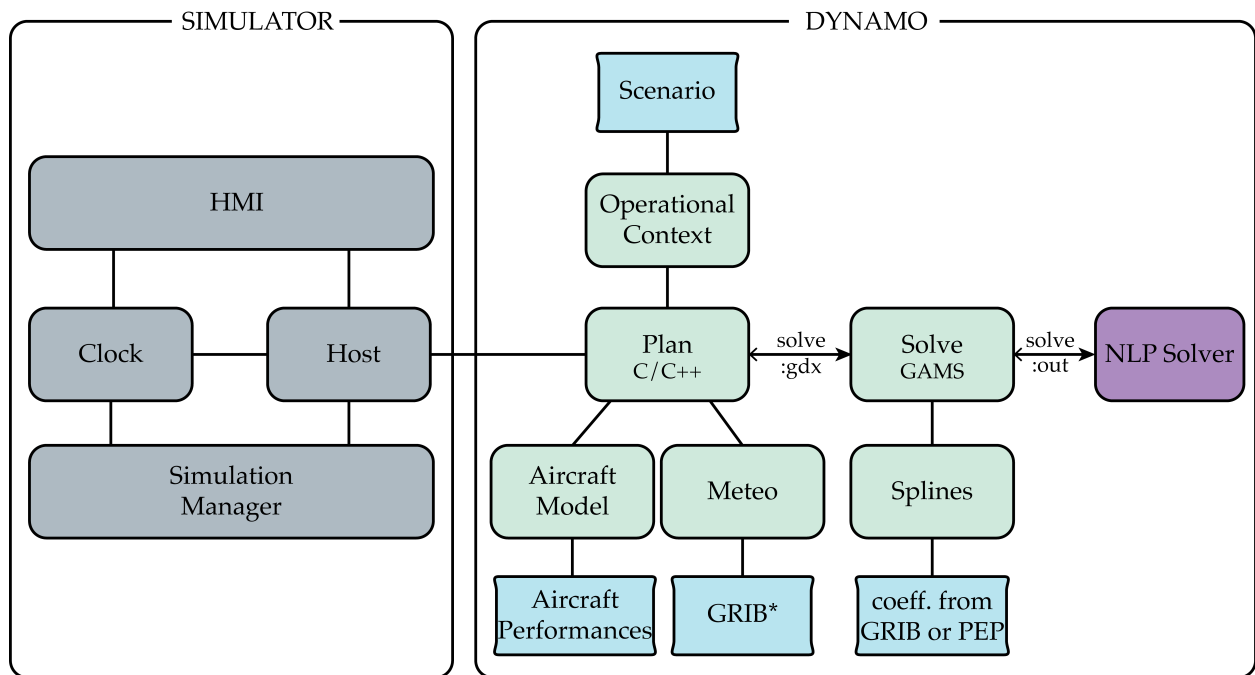 SIMULATOR
DYNAMO
Scenario
HMI
Operational
Context
Clock
Host
Plan
C/C++
solve
:gdx
Solve
GAMS
solve
:out
NLP Solver
Simulation
Manager
Aircraft
Model
Meteo
Splines
Aircraft
Performances
GRIB*
coeff. from
GRIB or PEP